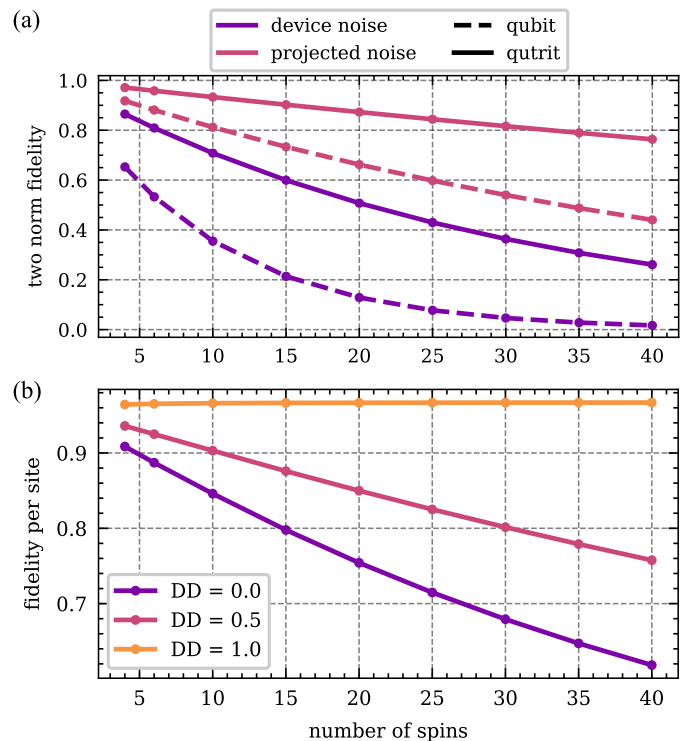 (a)
device noise
projected noise
qubit
qutrit
two norm fidelity
1.0
0.8
0.6
0.4
0.2
0.0
5 10 15 20 25 30 35 40
(b)
fidelity per site
0.9
0.8
0.7
DD = 0.0
DD = 0.5
DD = 1.0
5 10 15 20 25 30 35 40
number of spins